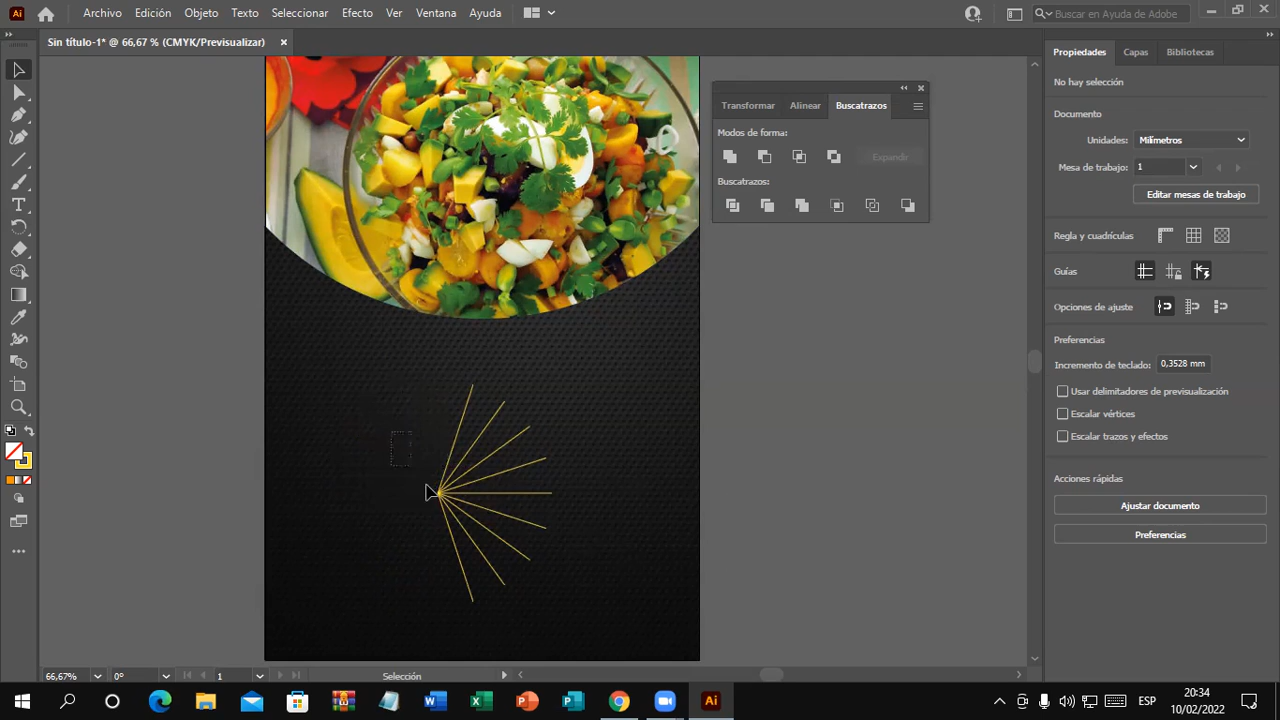 Archivo Edición Objeto Texto Seleccionar Efecto Ver Ventana Ayuda
Buscar en Ayuda de Adobe
Sin título-1* @ 66,67 % (CMYK/Previsualizar)
Propiedades Capas Bibliotecas
No hay selección
Documento
Unidades: Milímetros
Mesa de trabajo: 1
Editar mesas de trabajo
Regla y cuadrículas
Guías
Opciones de ajuste
Preferencias
Incremento de teclado: 0,3528 mm
Usar delimitadores de previsualización
Escalar vértices
Escalar trazos y efectos
Acciones rápidas
Ajustar documento
Preferencias
Transformar Alinear Buscatrazos
Modos de forma:
Expandir
Buscatrazos:
66,67% 0° 1 Selección
ESP
20:34
10/02/2022